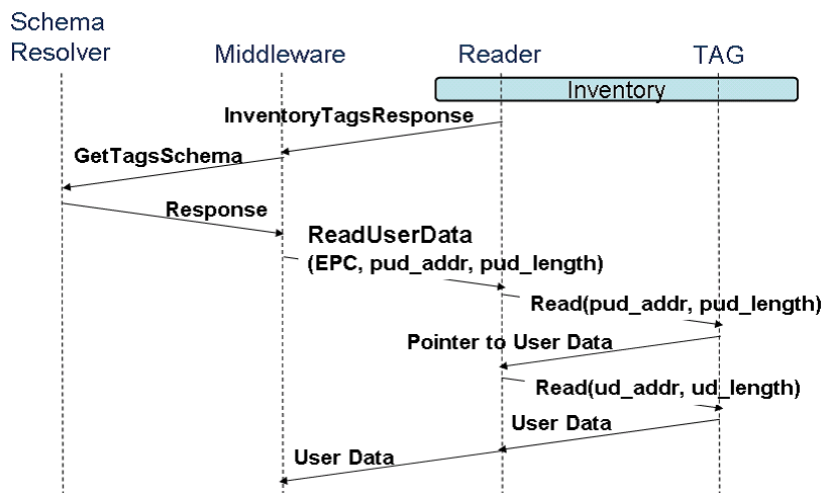 Schema
Resolver
Middleware
Reader
TAG
Inventory
InventoryTagsResponse
GetTagsSchema
Response
ReadUserData
(EPC, pud_addr, pud_length)
Read(pud_addr, pud_length)
Pointer to User Data
Read(ud_addr, ud_length)
User Data
User Data